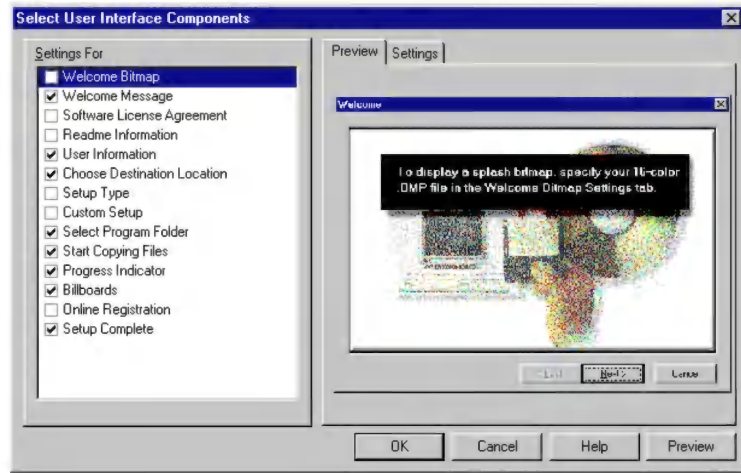 Select User Interface Components
Settings For
Welcome Bitmap
Welcome Message
Software License Agreement
Readme Information
User Information
Choose Destination Location
Setup Type
Custom Setup
Select Program Folder
Start Copying Files
Progress Indicator
Billboards
Online Registration
Setup Complete
Preview Settings
Welcome
To display a splash bitmap, specify your 16-color
.BMP file in the Welcome Bitmap Settings tab.
Next > Cancel
OK Cancel Help Preview